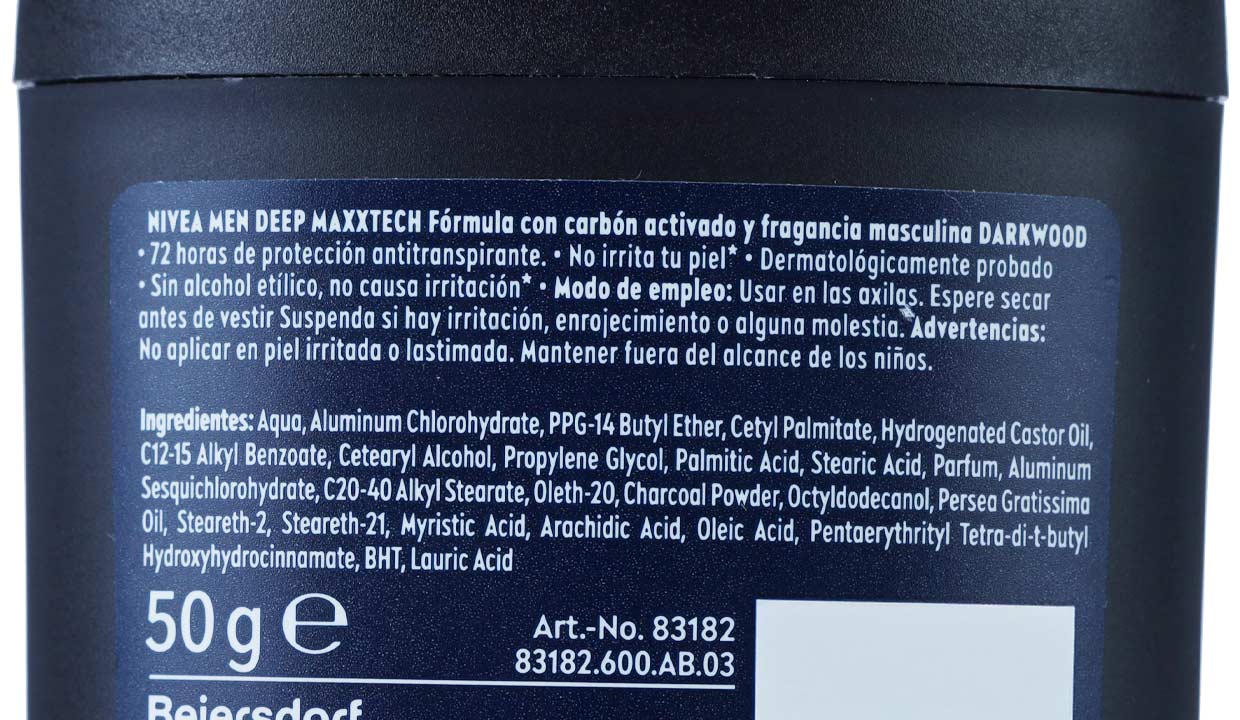 NIVEA MEN DEEP MAXXTECH Fórmula con carbón activado y fragancia masculina DARKWOOD
• 72 horas de protección antitranspirante. • No irrita tu piel* • Dermatológicamente probado
• Sin alcohol etílico, no causa irritación* • Modo de empleo: Usar en las axilas. Espere secar
antes de vestir Suspenda si hay irritación, enrojecimiento o alguna molestia. Advertencias:
No aplicar en piel irritada o lastimada. Mantener fuera del alcance de los niños.
Ingredientes: Aqua, Aluminum Chlorohydrate, PPG-14 Butyl Ether, Cetyl Palmitate, Hydrogenated Castor Oil,
C12-15 Alkyl Benzoate, Cetearyl Alcohol, Propylene Glycol, Palmitic Acid, Stearic Acid, Parfum, Aluminum
Sesquichlorohydrate, C20-40 Alkyl Stearate, Oleth-20, Charcoal Powder, Octyldodecanol, Persea Gratissima
Oil, Steareth-2, Steareth-21, Myristic Acid, Arachidic Acid, Oleic Acid, Pentaerythrityl Tetra-di-t-butyl
Hydroxyhydrocinnamate, BHT, Lauric Acid
50 g ℮
Art.-No. 83182
83182.600.AB.03
Beiersdorf